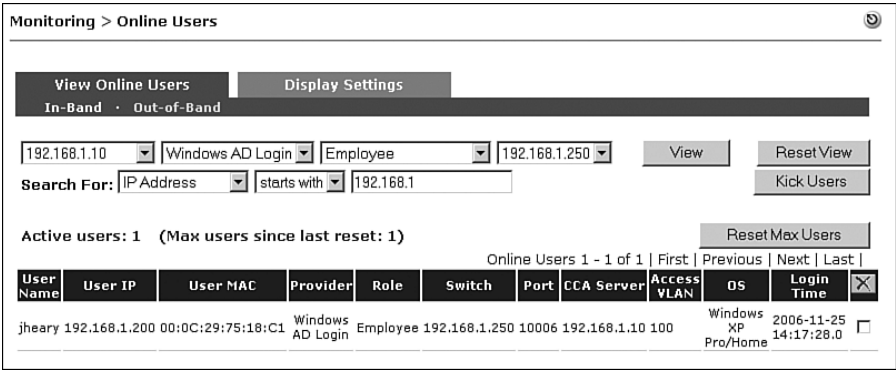 Monitoring > Online Users
View Online Users Display Settings
In-Band · Out-of-Band
192.168.1.10 Windows AD Login Employee 192.168.1.250 View Reset View
Search For: IP Address starts with 192.168.1 Kick Users
Active users: 1 (Max users since last reset: 1) Reset Max Users
Online Users 1 - 1 of 1 | First | Previous | Next | Last |
User Name User IP User MAC Provider Role Switch Port CCA Server Access VLAN OS Login Time
jheary 192.168.1.200 00:0C:29:75:18:C1 Windows AD Login Employee 192.168.1.250 10006 192.168.1.10 100 Windows XP Pro/Home 2006-11-25 14:17:28.0